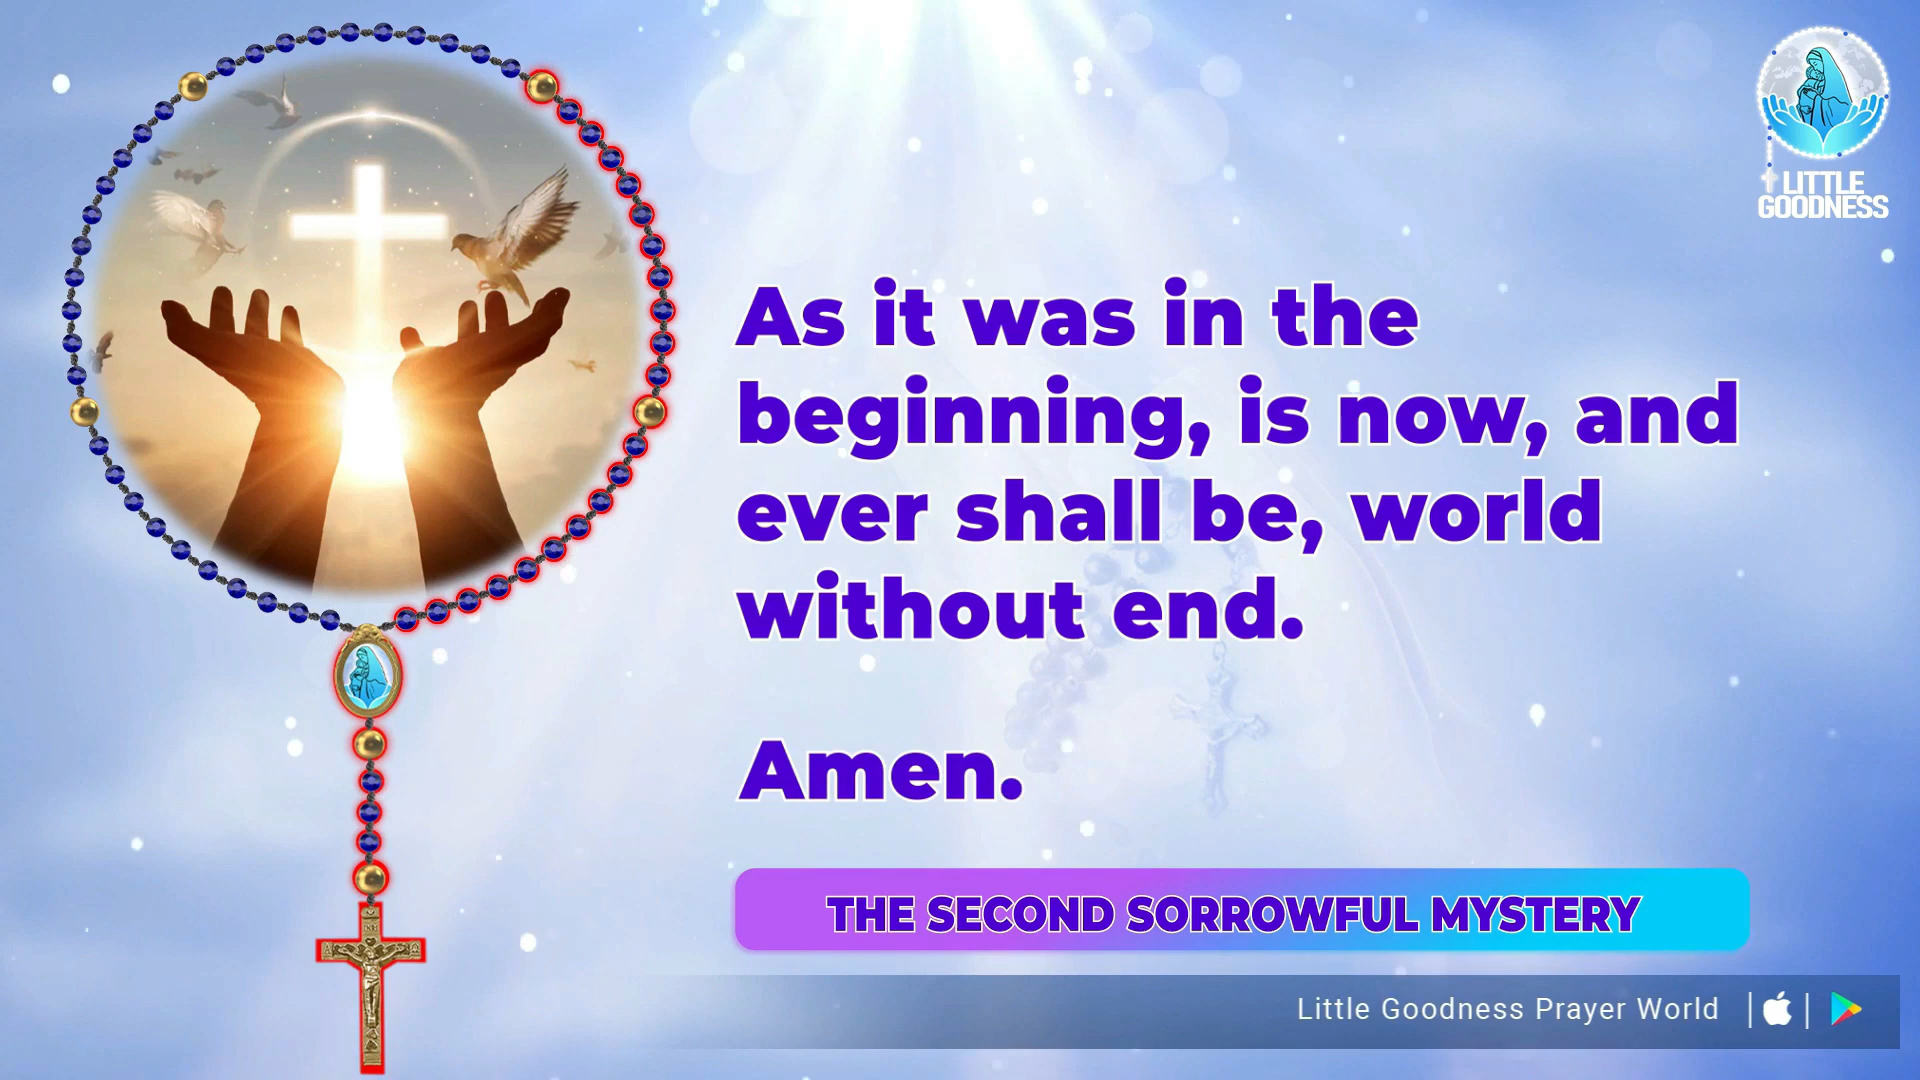 LITTLE
GOODNESS
As it was in the
beginning, is now, and
ever shall be, world
without end.
Amen.
THE SECOND SORROWFUL MYSTERY
Little Goodness Prayer World